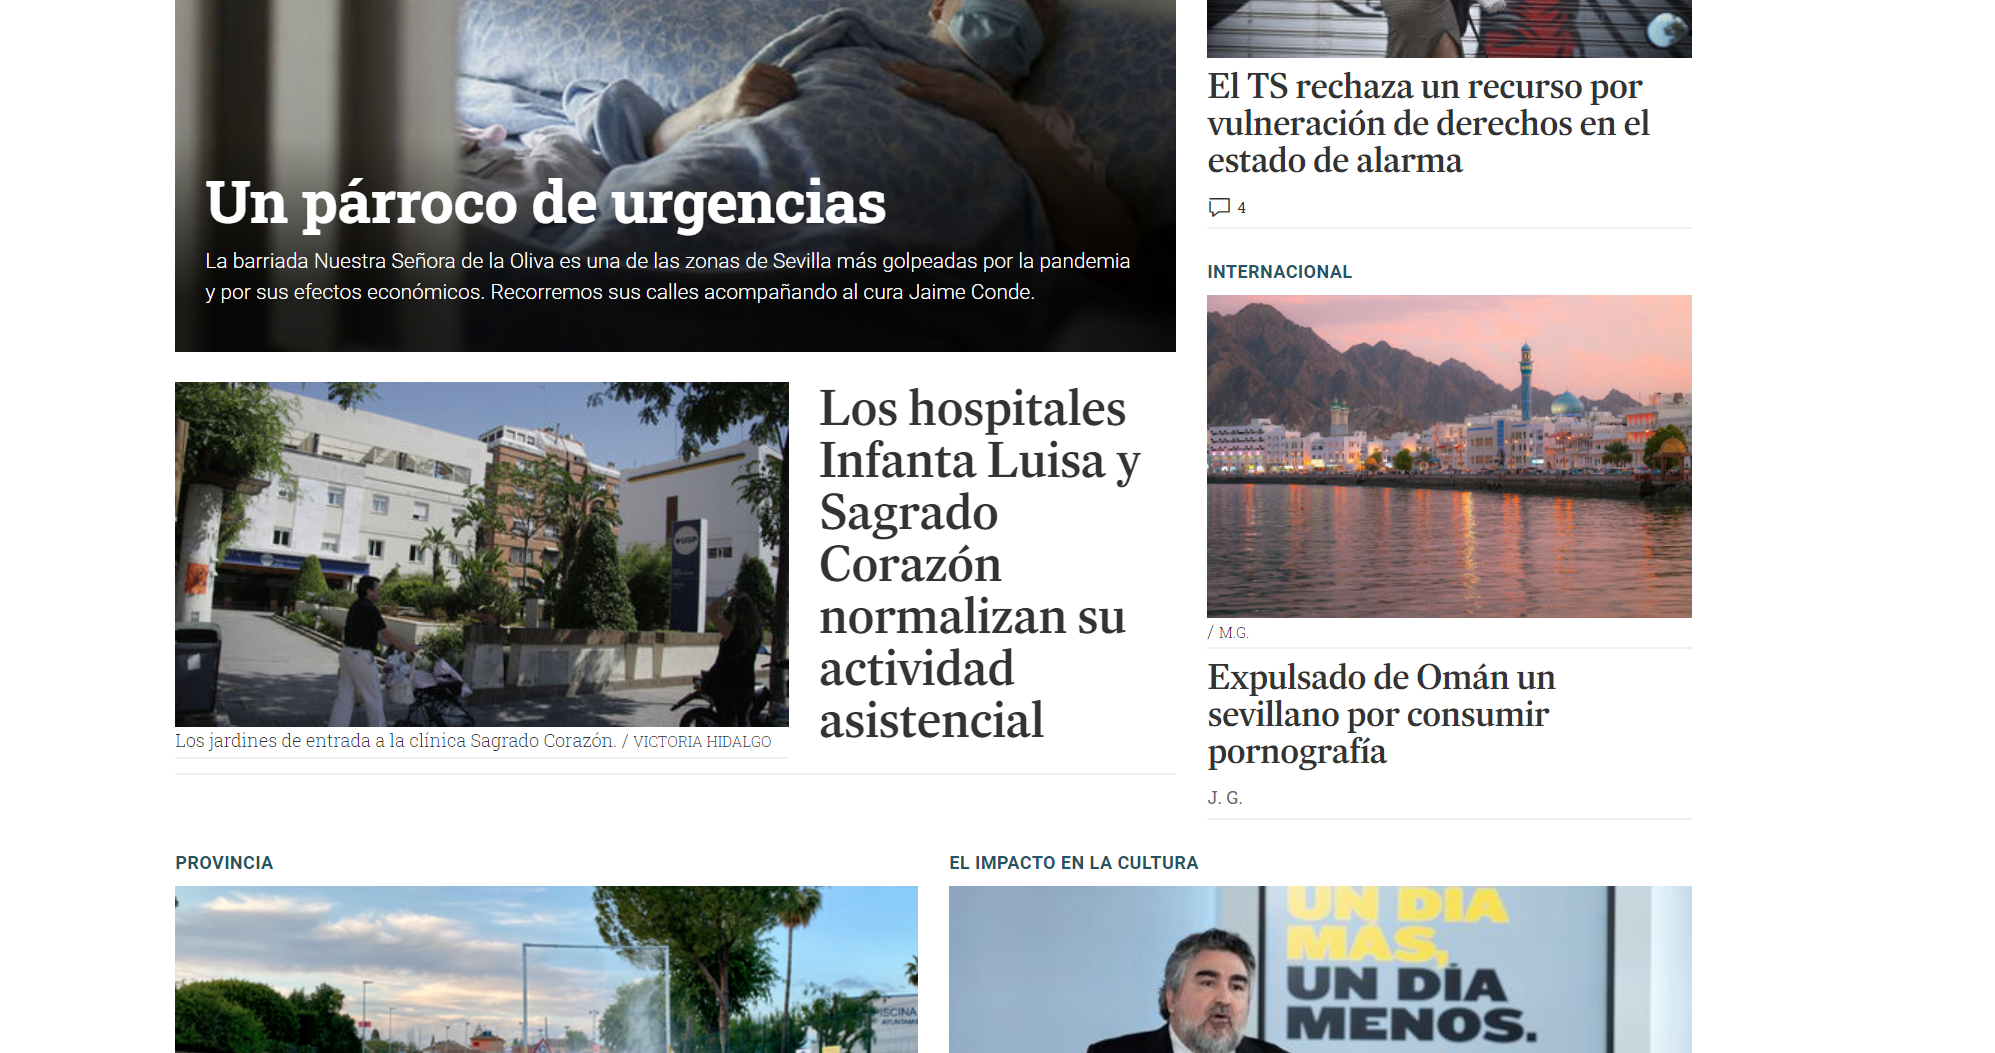 Un párroco de urgencias
La barriada Nuestra Señora de la Oliva es una de las zonas de Sevilla más golpeadas por la pandemia
y por sus efectos económicos. Recorremos sus calles acompañando al cura Jaime Conde.
Los jardines de entrada a la clínica Sagrado Corazón. / VICTORIA HIDALGO
USP
Los hospitales
Infanta Luisa y
Sagrado
Corazón
normalizan su
actividad
asistencial
El TS rechaza un recurso por
vulneración de derechos en el
estado de alarma
4
INTERNACIONAL
/ M.G.
Expulsado de Omán un
sevillano por consumir
pornografía
J. G.
PROVINCIA
PISCINA
AYUNTAMI
EL IMPACTO EN LA CULTURA
UN DIA
MÁS,
UN DÍA
MENOS.